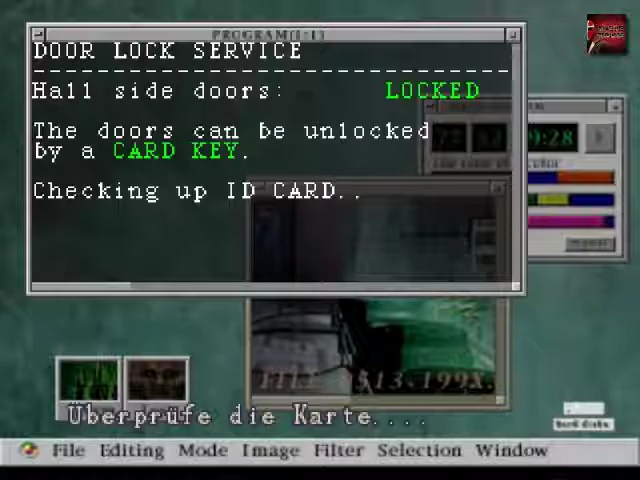 PROGRAM(1:1)
DOOR LOCK SERVICE
Hall side doors: LOCKED
The doors can be unlocked
by a CARD KEY.
Checking up ID CARD..
Überprüfe die Karte....
File Editing Mode Image Filter Selection Window